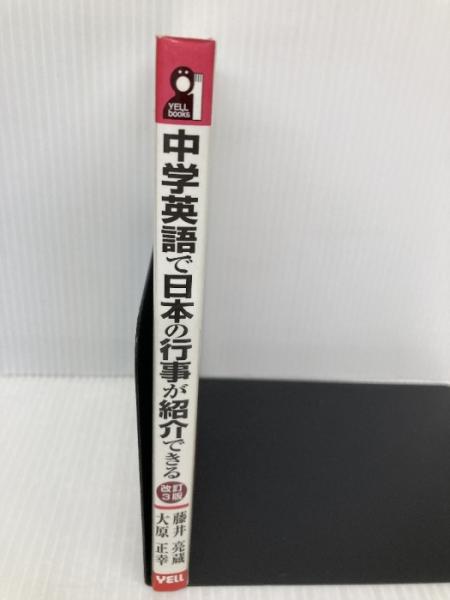 YELL
books
中学英語で日本の行事が紹介できる
改訂
3版
藤井 亮蔵
大原 正幸
YELL